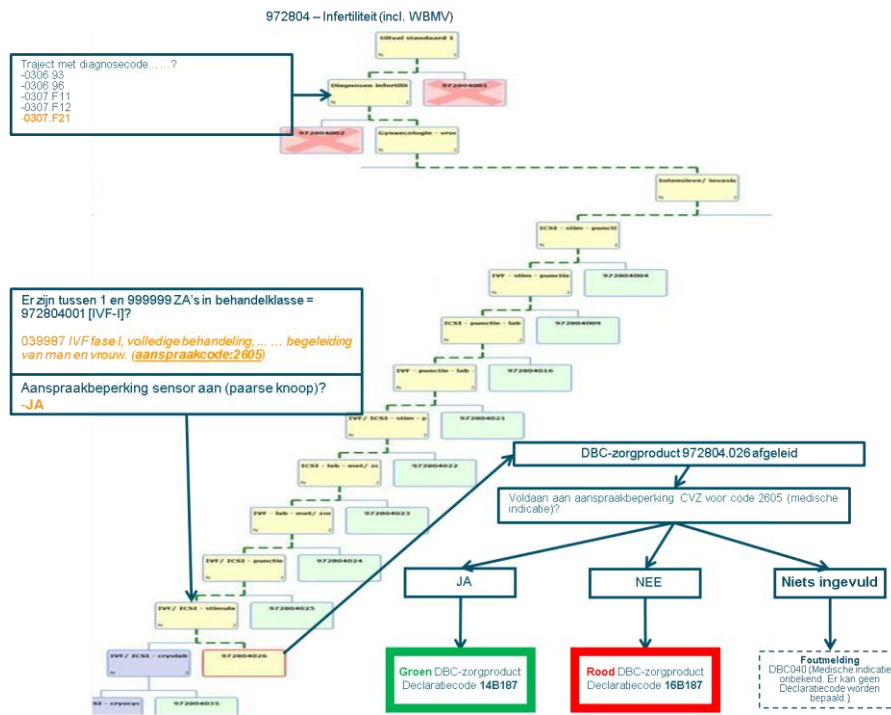 972804 – Infertiliteit (incl. WBMV)
Uitval standaard 1
Traject met diagnosecode……?
-0306.93
-0306.96
-0307.F11
-0307.F12
-0307.F21
Diagnosen infertili
972804001
972804002
Gynaecologie - vrou
Intensieve/ invasie
ICSI - stim - puncti
IVF - stim - punctie
972804004
ICSI - punctie - lab
972804009
IVF - punctie - lab -
972804016
Er zijn tussen 1 en 999999 ZA's in behandelklasse =
972804001 [IVF-I]?
039987 IVF fase I, volledige behandeling, … … begeleiding
van man en vrouw. (aanspraakcode:2605)
Aanspraakbeperking sensor aan (paarse knoop)?
-JA
IVF/ ICSI - stim - p
972804021
ICSI - lab - met/ zo
972804022
IVF - lab - met/ zon
972804023
IVF/ ICSI - punctie
972804024
IVF/ ICSI - stimula
972804025
IVF/ ICSI - cryolab
972804026
SI - cryocys
972804035
DBC-zorgproduct 972804.026 afgeleid
Voldaan aan aanspraakbeperking CVZ voor code 2605 (medische
indicatie)?
JA
NEE
Niets ingevuld
Groen DBC-zorgproduct
Declaratiecode 14B187
Rood DBC-zorgproduct
Declaratiecode 16B187
Foutmelding
DBC040 (Medische indicatie
onbekend. Er kan geen
Declaratiecode worden
bepaald.)